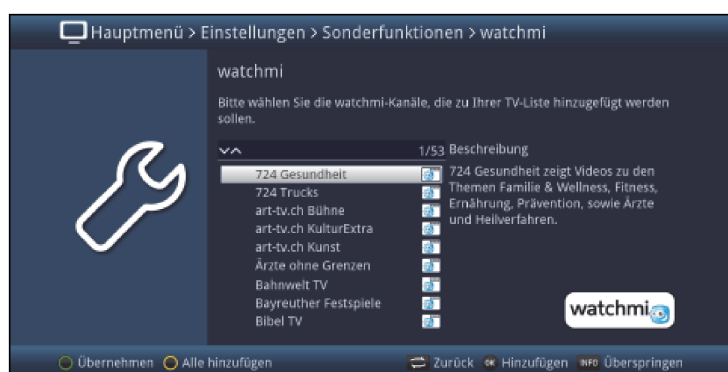 Hauptmenü > Einstellungen > Sonderfunktionen > watchmi
watchmi
Bitte wählen Sie die watchmi-Kanäle, die zu Ihrer TV-Liste hinzugefügt werden
sollen.
1/53
724 Gesundheit
724 Trucks
art-tv.ch Bühne
art-tv.ch KulturExtra
art-tv.ch Kunst
Ärzte ohne Grenzen
Bahnwelt TV
Bayreuther Festspiele
Bibel TV
Beschreibung
724 Gesundheit zeigt Videos zu den
Themen Familie & Wellness, Fitness,
Ernährung, Prävention, sowie Ärzte
und Heilverfahren.
watchmi
Übernehmen Alle hinzufügen Zurück OK Hinzufügen INFO Überspringen